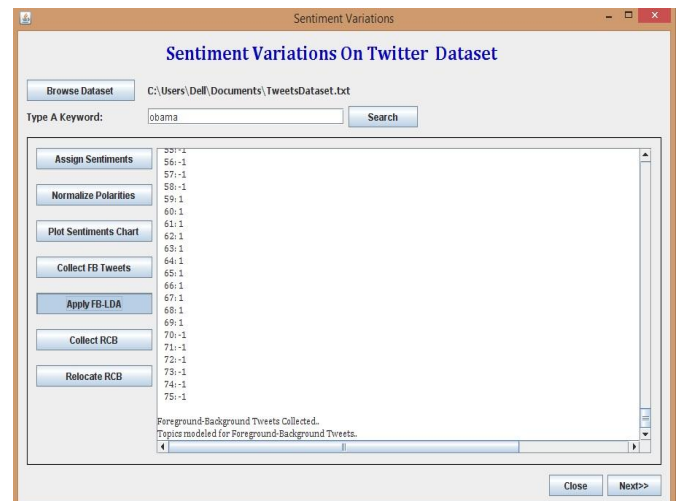 Sentiment Variations
Sentiment Variations On Twitter Dataset
Browse Dataset C:\Users\Dell\Documents\TweetsDataset.txt
Type A Keyword: obama Search
Assign Sentiments
Normalize Polarities
Plot Sentiments Chart
Collect FB Tweets
Apply FB-LDA
Collect RCB
Relocate RCB
55:-1
56:-1
57:-1
58:-1
59: 1
60: 1
61: 1
62: 1
63: 1
64: 1
65: 1
66: 1
67: 1
68: 1
69: 1
70:-1
71:-1
72:-1
73:-1
74:-1
75:-1
Foreground-Background Tweets Collected..
Topics modeled for Foreground-Background Tweets..
Close Next>>